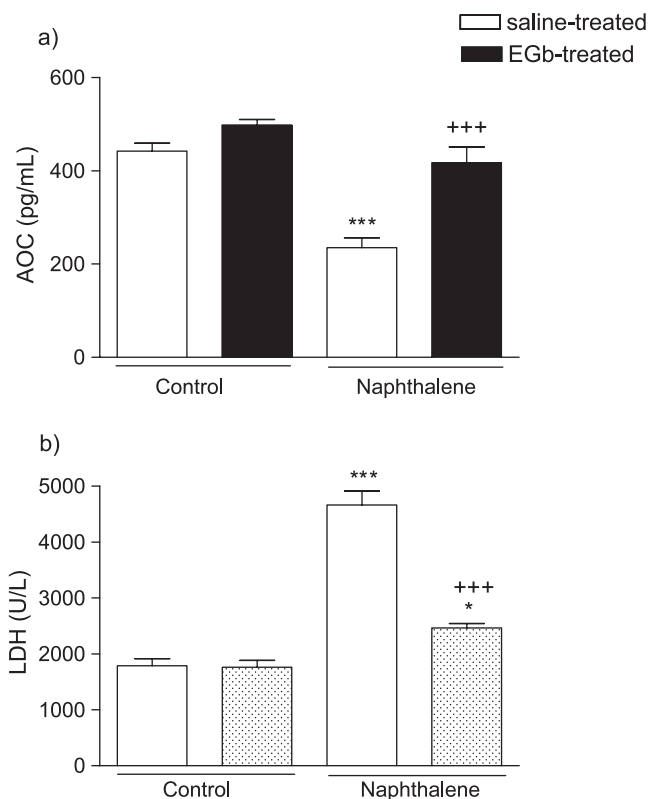 saline-treated
EGb-treated
a)
AOC (pg/mL)
600
400
200
0
***
+++
Control
Naphthalene
b)
LDH (U/L)
5000
4000
3000
2000
1000
0
***
+++
*
Control
Naphthalene